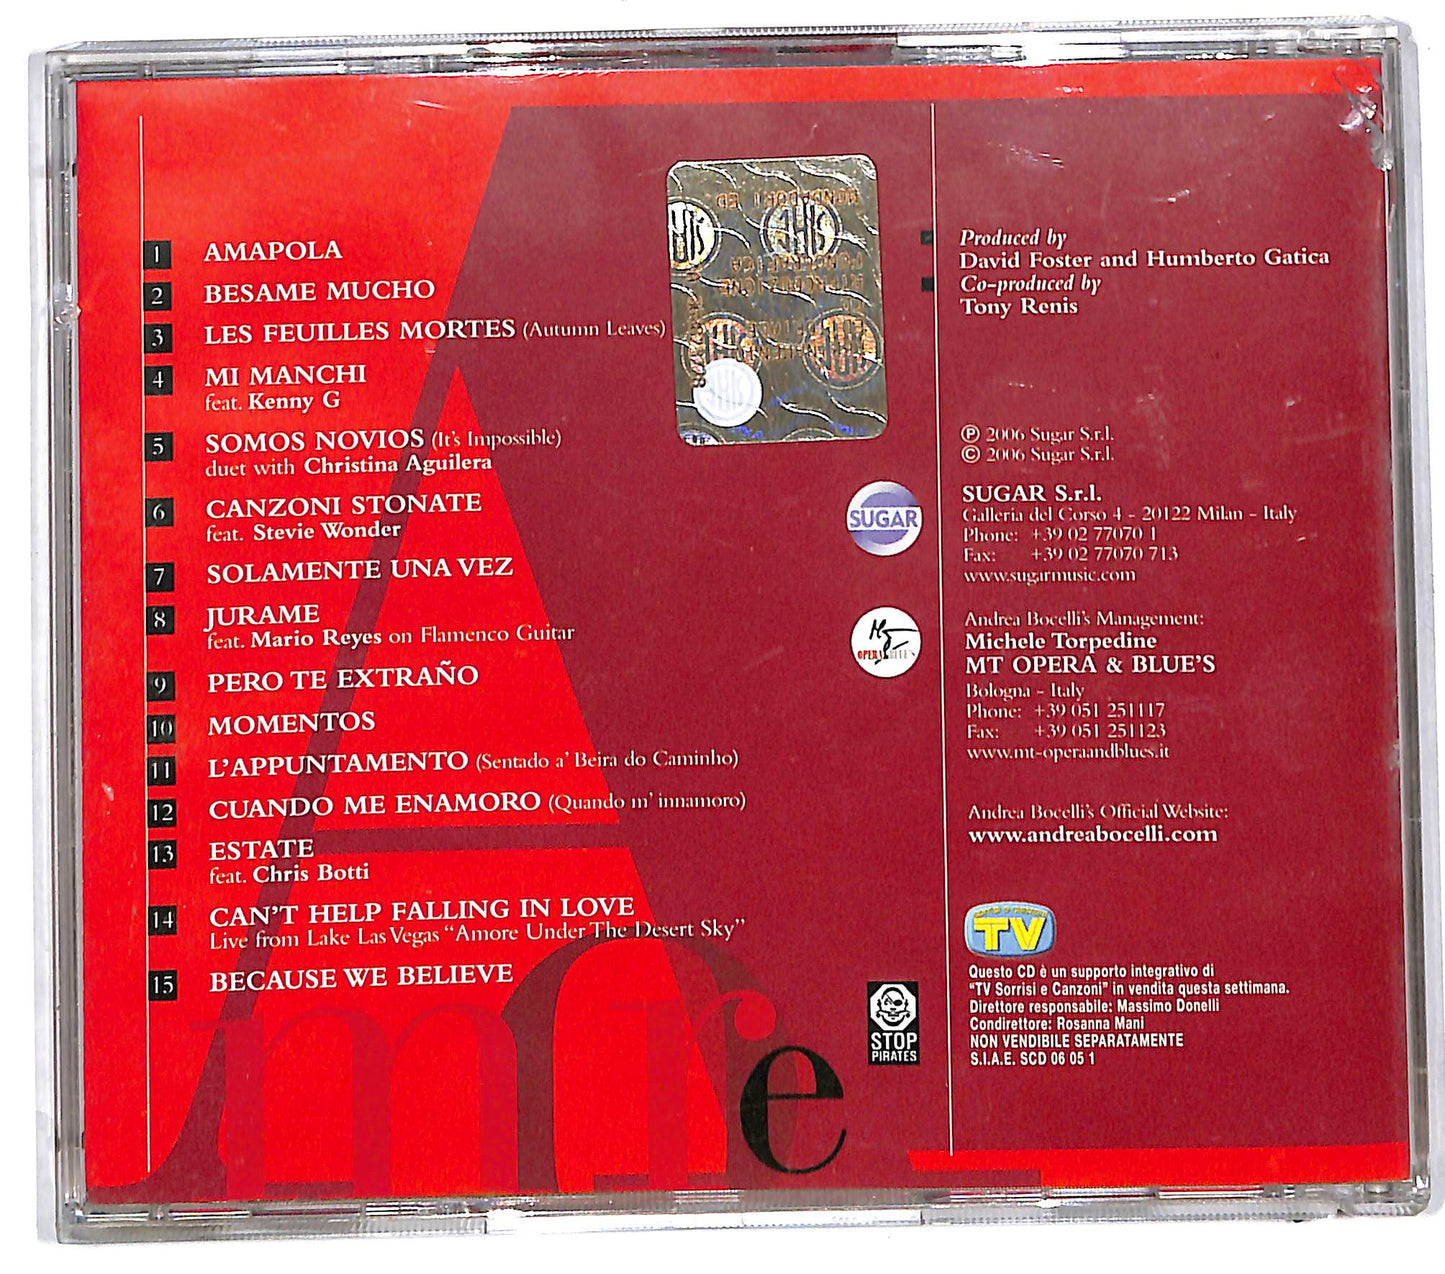 1 AMAPOLA
2 BESAME MUCHO
3 LES FEUILLES MORTES (Autumn Leaves)
4 MI MANCHI
feat. Kenny G
5 SOMOS NOVIOS (It's Impossible)
duet with Christina Aguilera
6 CANZONI STONATE
feat. Stevie Wonder
7 SOLAMENTE UNA VEZ
8 JURAME
feat. Mario Reyes on Flamenco Guitar
9 PERO TE EXTRAÑO
10 MOMENTOS
11 L'APPUNTAMENTO (Sentado a' Beira do Caminho)
12 CUANDO ME ENAMORO (Quando m' innamoro)
13 ESTATE
feat. Chris Botti
14 CAN'T HELP FALLING IN LOVE
Live from Lake Las Vegas “Amore Under The Desert Sky”
15 BECAUSE WE BELIEVE
Amore
Produced by
David Foster and Humberto Gatica
Co-produced by
Tony Renis
℗ 2006 Sugar S.r.l.
© 2006 Sugar S.r.l.
SUGAR
SUGAR S.r.l.
Galleria del Corso 4 - 20122 Milan - Italy
Phone: +39 02 77070 1
Fax: +39 02 77070 713
www.sugarmusic.com
OPERA BLUE'S
Andrea Bocelli's Management:
Michele Torpedine
MT OPERA & BLUE'S
Bologna - Italy
Phone: +39 051 251117
Fax: +39 051 251123
www.mt-operaandblues.it
Andrea Bocelli's Official Website:
www.andreabocelli.com
TV
Questo CD è un supporto integrativo di
“TV Sorrisi e Canzoni” in vendita questa settimana.
Direttore responsabile: Massimo Donelli
Condirettore: Rosanna Mani
NON VENDIBILE SEPARATAMENTE
S.I.A.E. SCD 06 05 1
STOP
PIRATES